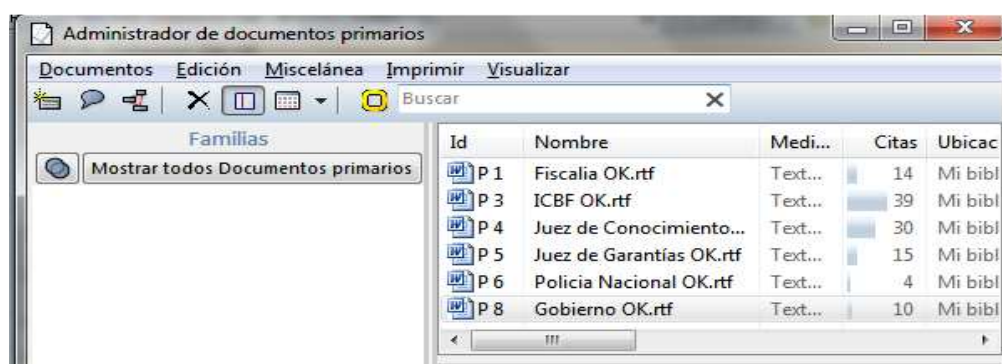 Administrador de documentos primarios
Documentos Edición Miscelánea Imprimir Visualizar
Buscar
Familias
Mostrar todos Documentos primarios
Id Nombre Medi... Citas Ubicac
P 1 Fiscalia OK.rtf Text... 14 Mi bibl
P 3 ICBF OK.rtf Text... 39 Mi bibl
P 4 Juez de Conocimiento... Text... 30 Mi bibl
P 5 Juez de Garantías OK.rtf Text... 15 Mi bibl
P 6 Policia Nacional OK.rtf Text... 4 Mi bibl
P 8 Gobierno OK.rtf Text... 10 Mi bibl